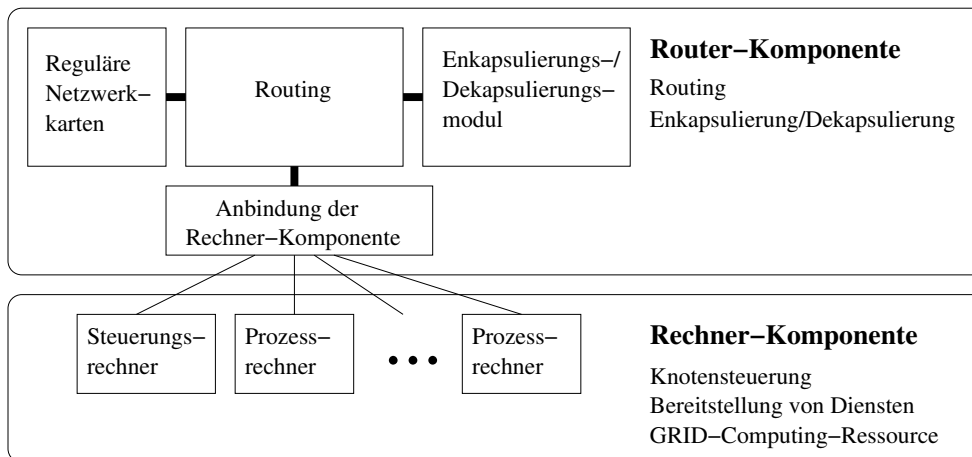 Reguläre
Netzwerk–
karten
Routing
Enkapsulierungs–/
Dekapsulierungs–
modul
Router–Komponente
Routing
Enkapsulierung/Dekapsulierung
Anbindung der
Rechner–Komponente
Steuerungs–
rechner
Prozess–
rechner
Prozess–
rechner
Rechner–Komponente
Knotensteuerung
Bereitstellung von Diensten
GRID–Computing–Ressource